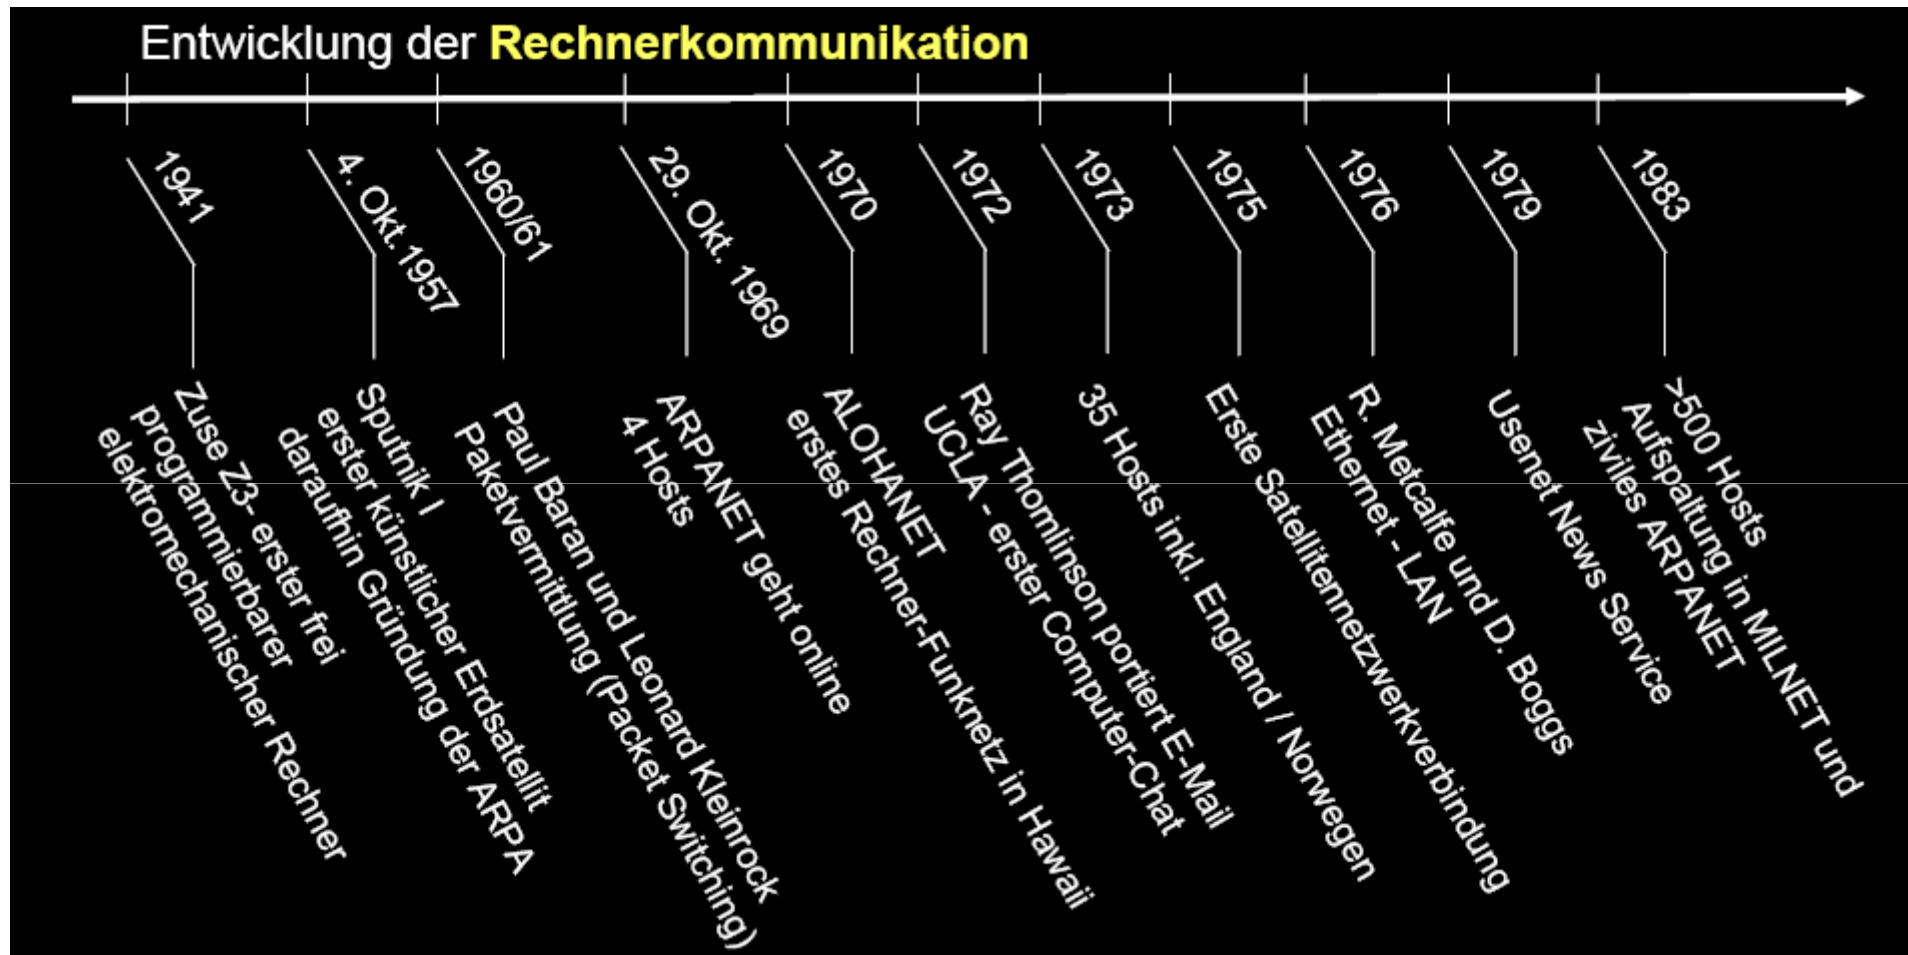 Entwicklung der Rechnerkommunikation
1941
Zuse Z3- erster frei
programmierbarer
elektromechanischer Rechner
4. Okt.1957
Sputnik I
erster künstlicher Erdsatellit
daraufhin Gründung der ARPA
1960/61
Paul Baran und Leonard Kleinrock
Paketvermittlung (Packet Switching)
29. Okt. 1969
ARPANET geht online
4 Hosts
1970
ALOHANET
erstes Rechner-Funknetz in Hawaii
1972
Ray Thomlinson portiert E-Mail
UCLA - erster Computer-Chat
1973
35 Hosts inkl. England / Norwegen
1975
Erste Satellitennetzwerkverbindung
1976
R. Metcalfe und D. Boggs
Ethernet - LAN
1979
Usenet News Service
1983
>500 Hosts
Aufspaltung in MILNET und
ziviles ARPANET